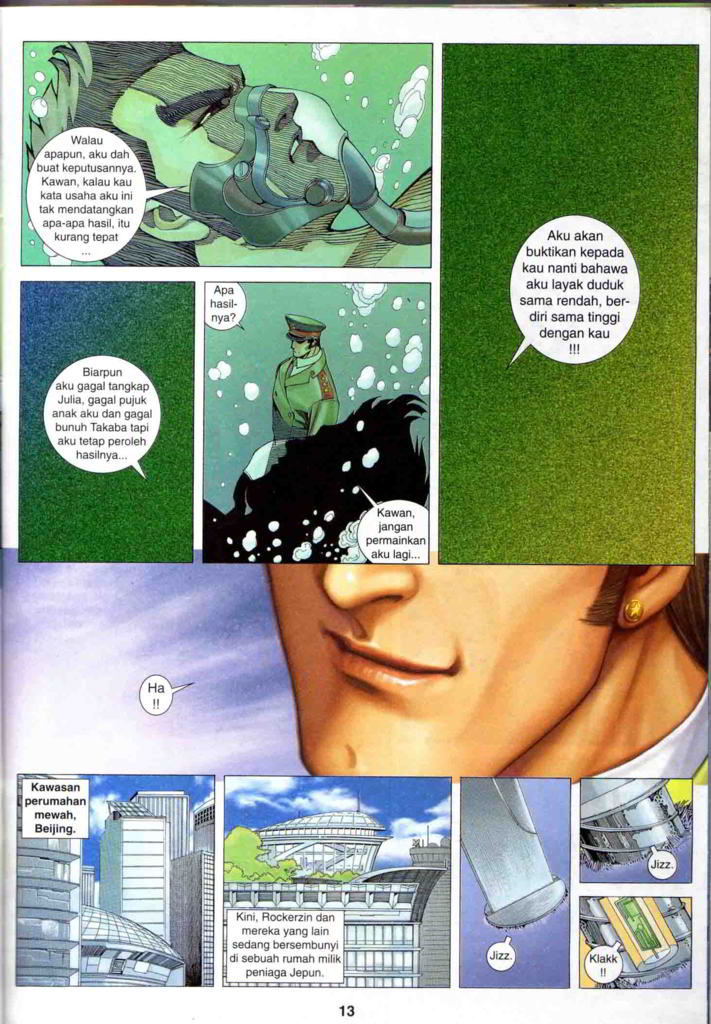 Walau
apapun, aku dah
buat keputusannya.
Kawan, kalau kau
kata usaha aku ini
tak mendatangkan
apa-apa hasil, itu
kurang tepat
...
Aku akan
buktikan kepada
kau nanti bahawa
aku layak duduk
sama rendah, ber-
diri sama tinggi
dengan kau
!!!
Biarpun
aku gagal tangkap
Julia, gagal pujuk
anak aku dan gagal
bunuh Takaba tapi
aku tetap peroleh
hasilnya...
Apa
hasil-
nya?
Kawan,
jangan
permainkan
aku lagi...
Ha
!!
Kawasan
perumahan
mewah,
Beijing.
Kini, Rockerzin dan
mereka yang lain
sedang bersembunyi
di sebuah rumah milik
peniaga Jepun.
Jizz.
Jizz.
Klakk
!!
13